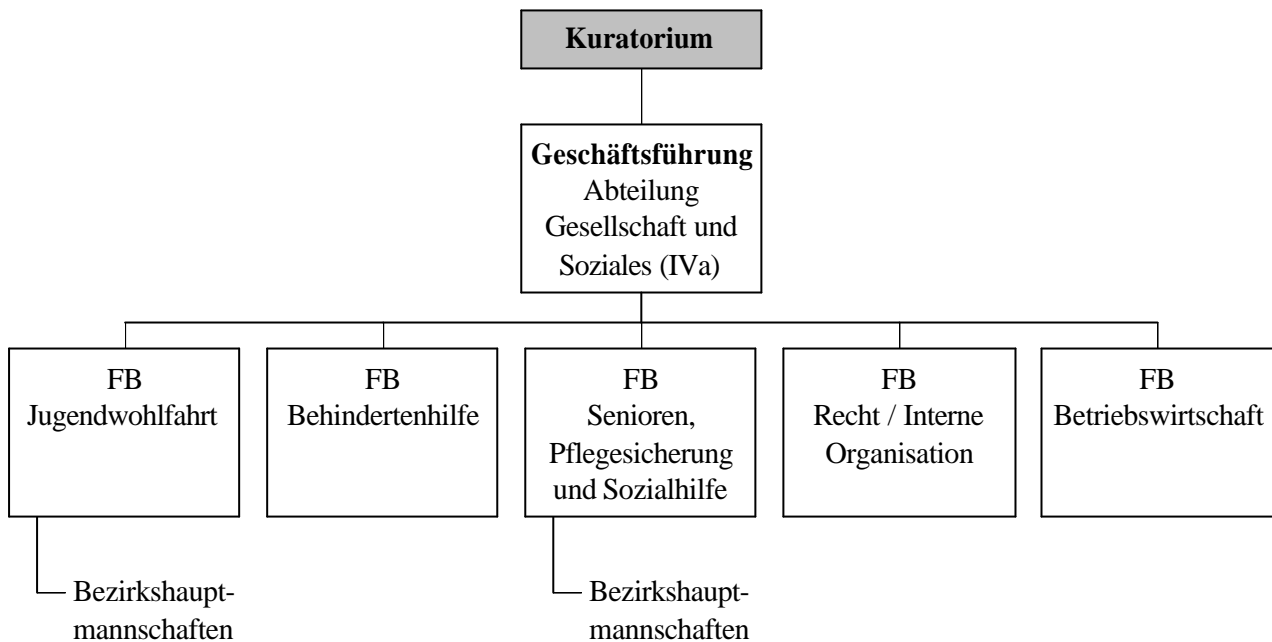 Kuratorium
Geschäftsführung
Abteilung
Gesellschaft und
Soziales (IVa)
FB
Jugendwohlfahrt
FB
Behindertenhilfe
FB
Senioren,
Pflegesicherung
und Sozialhilfe
FB
Recht / Interne
Organisation
FB
Betriebswirtschaft
Bezirkshaupt-
mannschaften
Bezirkshaupt-
mannschaften